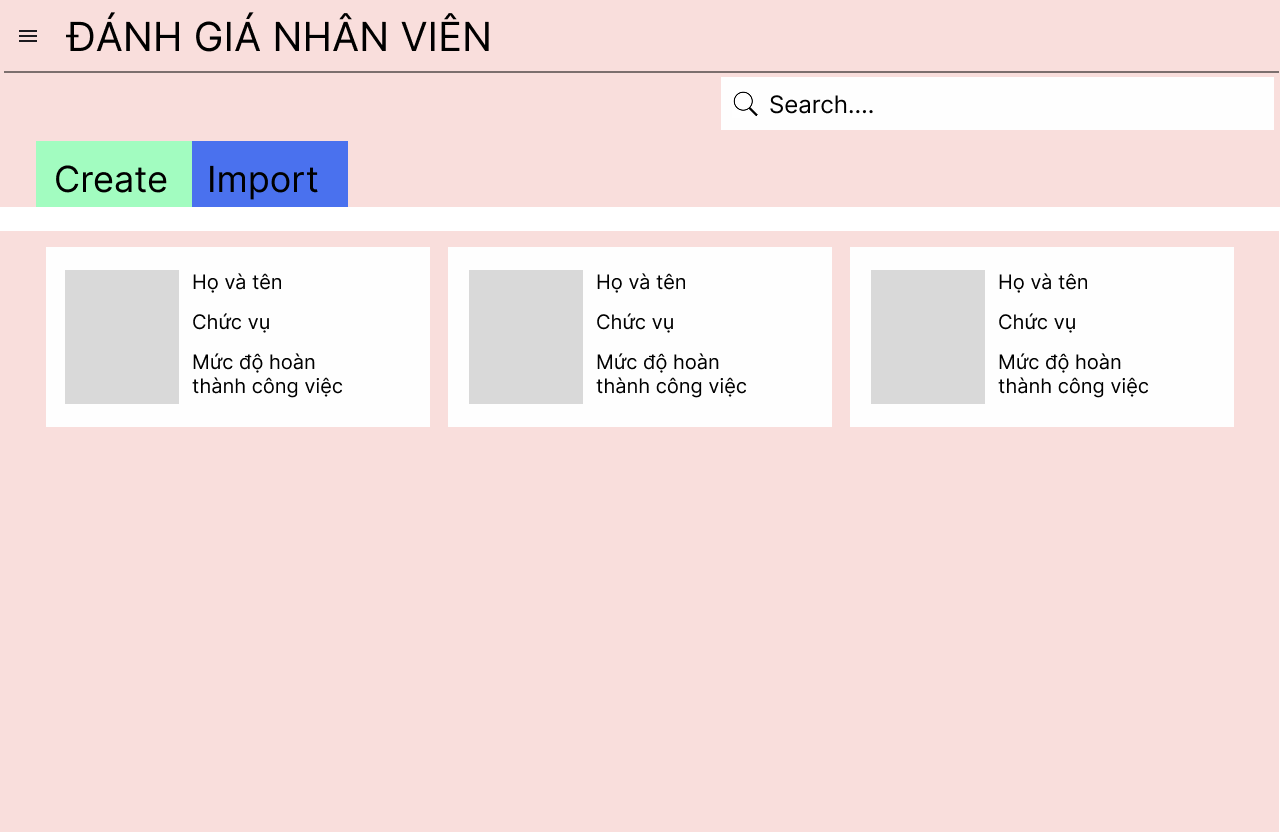 ĐÁNH GIÁ NHÂN VIÊN
Search....
Create
Import
Họ và tên
Chức vụ
Mức độ hoàn
thành công việc
Họ và tên
Chức vụ
Mức độ hoàn
thành công việc
Họ và tên
Chức vụ
Mức độ hoàn
thành công việc